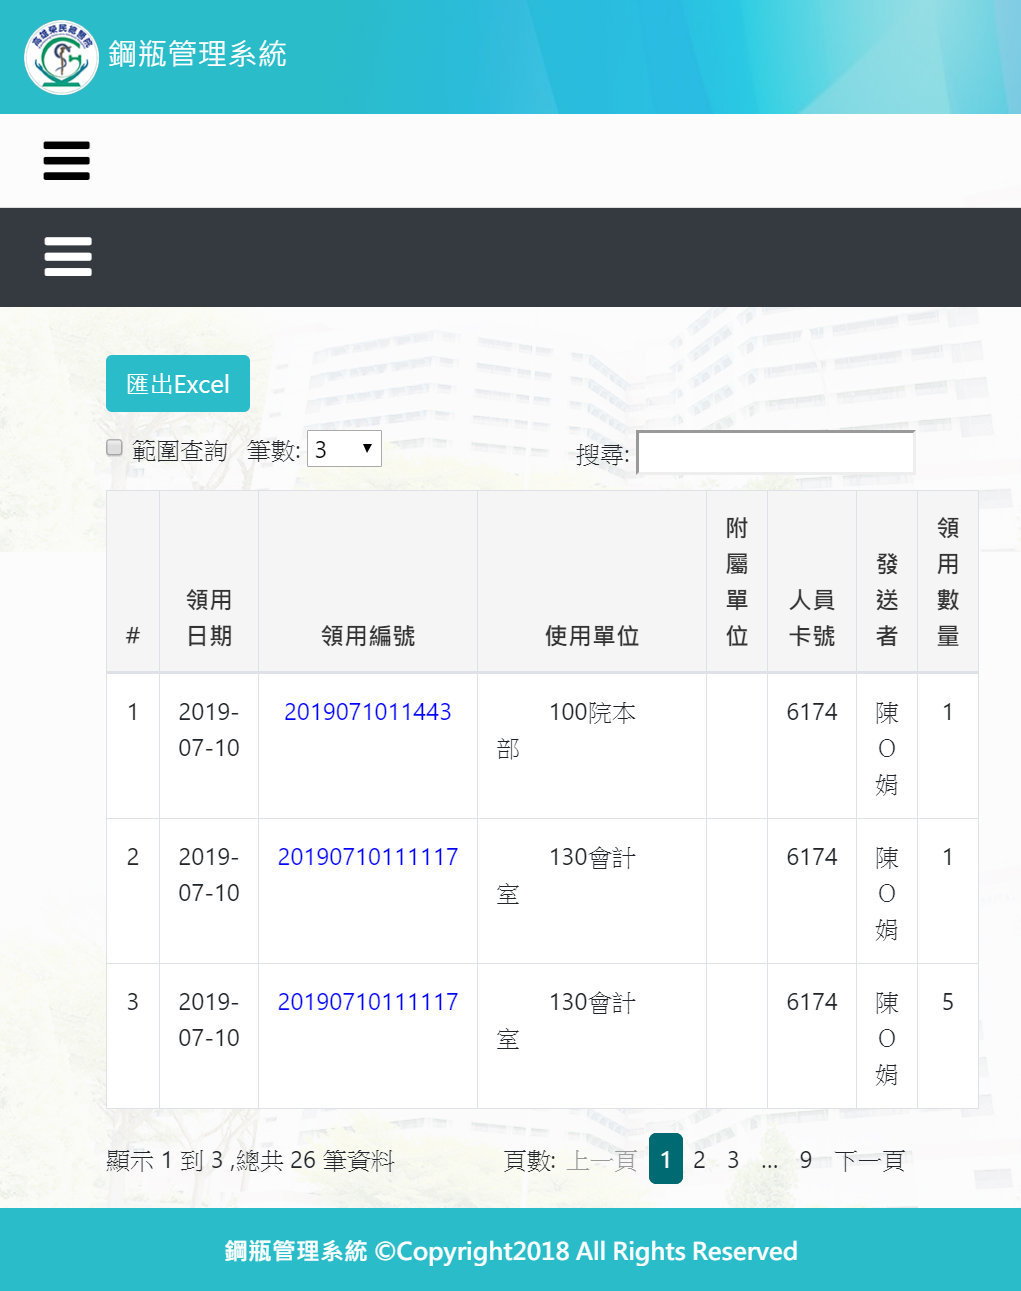 高雄榮民總醫院
鋼瓶管理系統
匯出Excel
範圍查詢 筆數: 3 搜尋:
# 領用日期 領用編號 使用單位 附屬單位 人員卡號 發送者 領用數量
1 2019-07-10 2019071011443 100院本部 6174 陳O娟 1
2 2019-07-10 20190710111117 130會計室 6174 陳O娟 1
3 2019-07-10 20190710111117 130會計室 6174 陳O娟 5
顯示 1 到 3 ,總共 26 筆資料 頁數: 上一頁 1 2 3 ... 9 下一頁
鋼瓶管理系統 ©Copyright2018 All Rights Reserved